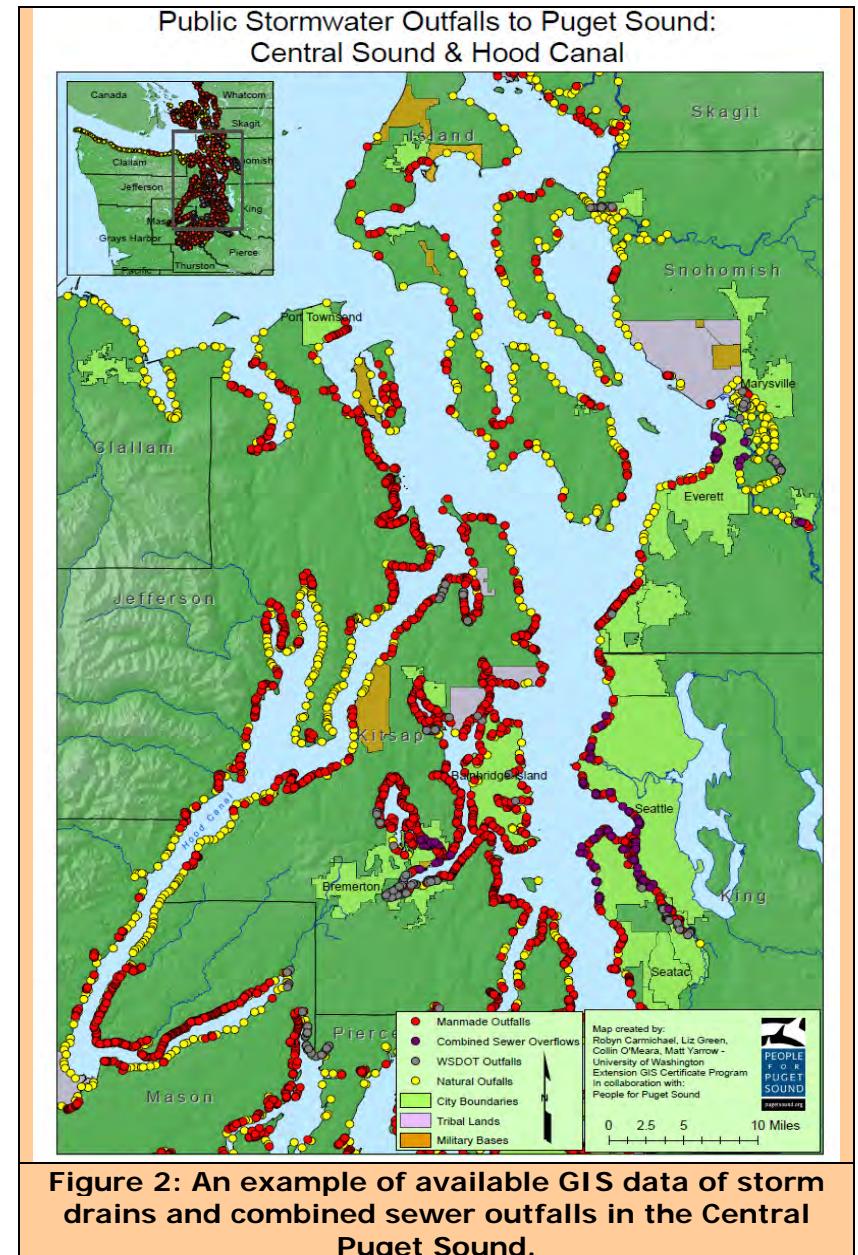 Public Stormwater Outfalls to Puget Sound:
Central Sound & Hood Canal
Canada
Whatcom
Skagit
Clallam
Jefferson
King
Grays Harbor
Pierce
Thurston
Pacific
Skagit
Island
Snohomish
Port Townsend
Marysville
Clallam
Everett
Jefferson
Kitsap
Bainbridge Island
Seattle
Hood Canal
Bremerton
King
Seatac
Pierce
Mason
Manmade Outfalls
Combined Sewer Overflows
WSDOT Outfalls
Natural Oufalls
City Boundaries
Tribal Lands
Military Bases
N
Map created by:
Robyn Carmichael, Liz Green,
Collin O'Meara, Matt Yarrow -
University of Washington
Extension GIS Certificate Program
In collaboration with:
People for Puget Sound
PEOPLE
FOR
PUGET
SOUND
pugetsound.org
0 2.5 5 10 Miles
Figure 2: An example of available GIS data of storm
drains and combined sewer outfalls in the Central
Puget Sound.